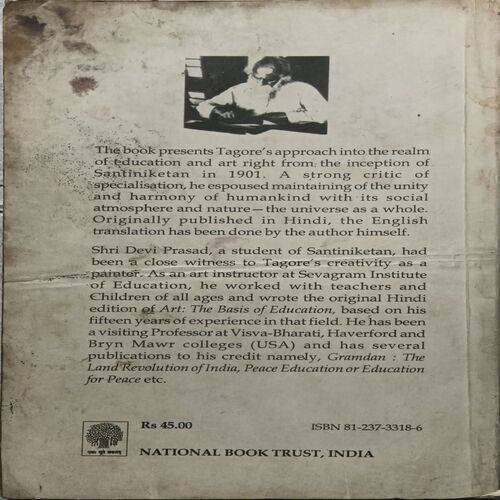 The book presents Tagore's approach into the realm
of education and art right from the inception of
Santiniketan in 1901. A strong critic of
specialisation, he espoused maintaining of the unity
and harmony of humankind with its social
atmosphere and nature — the universe as a whole.
Originally published in Hindi, the English
translation has been done by the author himself.
Shri Devi Prasad, a student of Santiniketan, had
been a close witness to Tagore's creativity as a
painter. As an art instructor at Sevagram Institute
of Education, he worked with teachers and
Children of all ages and wrote the original Hindi
edition of Art: The Basis of Education, based on his
fifteen years of experience in that field. He has been
a visiting Professor at Visva-Bharati, Haverford and
Bryn Mawr colleges (USA) and has several
publications to his credit namely, Gramdan : The
Land Revolution of India, Peace Education or Education
for Peace etc.
Rs 45.00
ISBN 81-237-3318-6
NATIONAL BOOK TRUST, INDIA